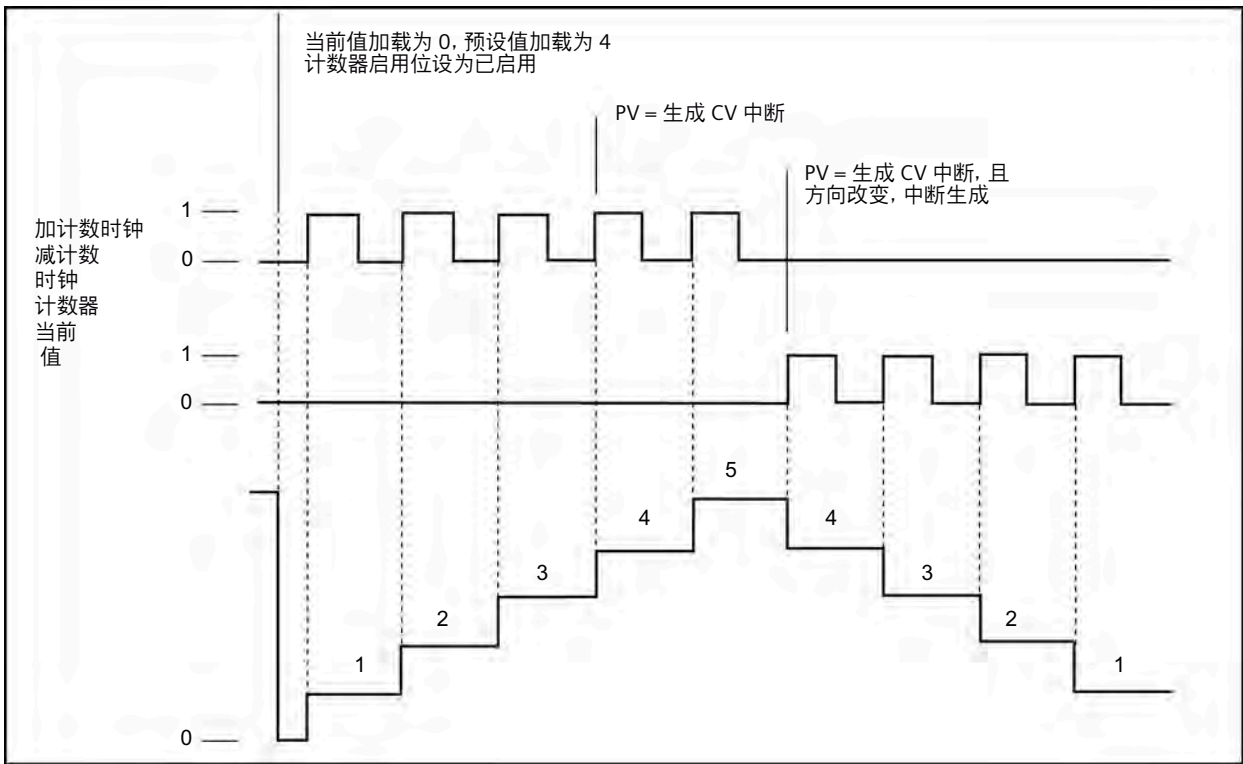 当前值加载为 0, 预设值加载为 4
计数器启用位设为已启用
PV = 生成 CV 中断
PV = 生成 CV 中断, 且
方向改变, 中断生成
加计数时钟
减计数
时钟
计数器
当前
值
1
0
1
0
5
4
4
3
3
2
2
1
1
0